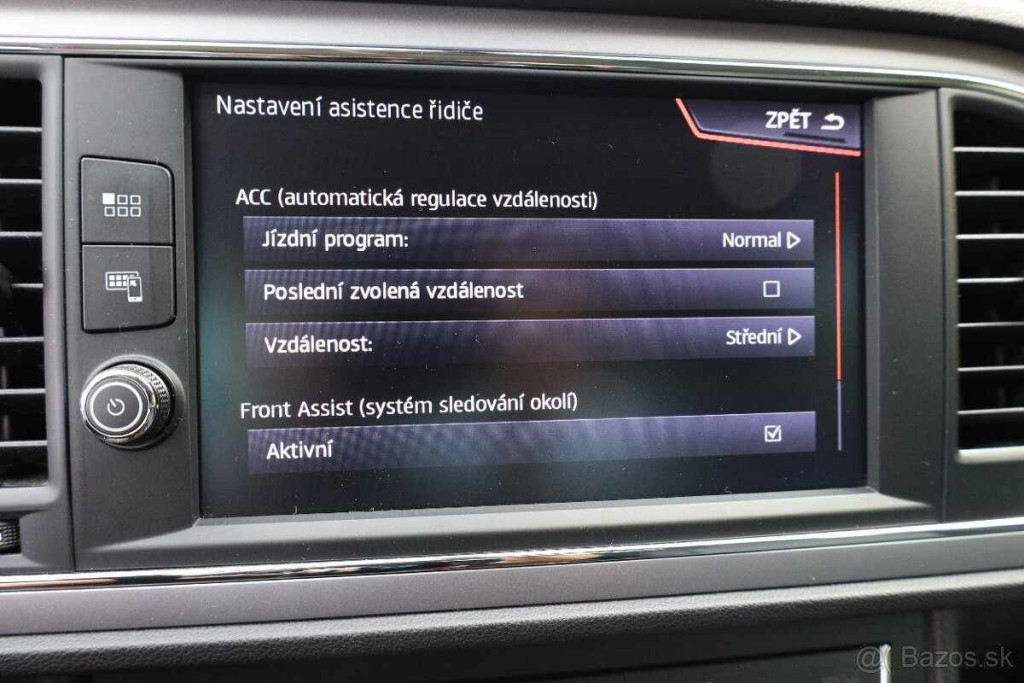 Nastavení asistence řidiče
ZPĚT
ACC (automatická regulace vzdálenosti)
Jízdní program: Normal
Poslední zvolená vzdálenost
Vzdálenost: Střední
Front Assist (systém sledování okolí)
Aktivní
@ Bazos.sk